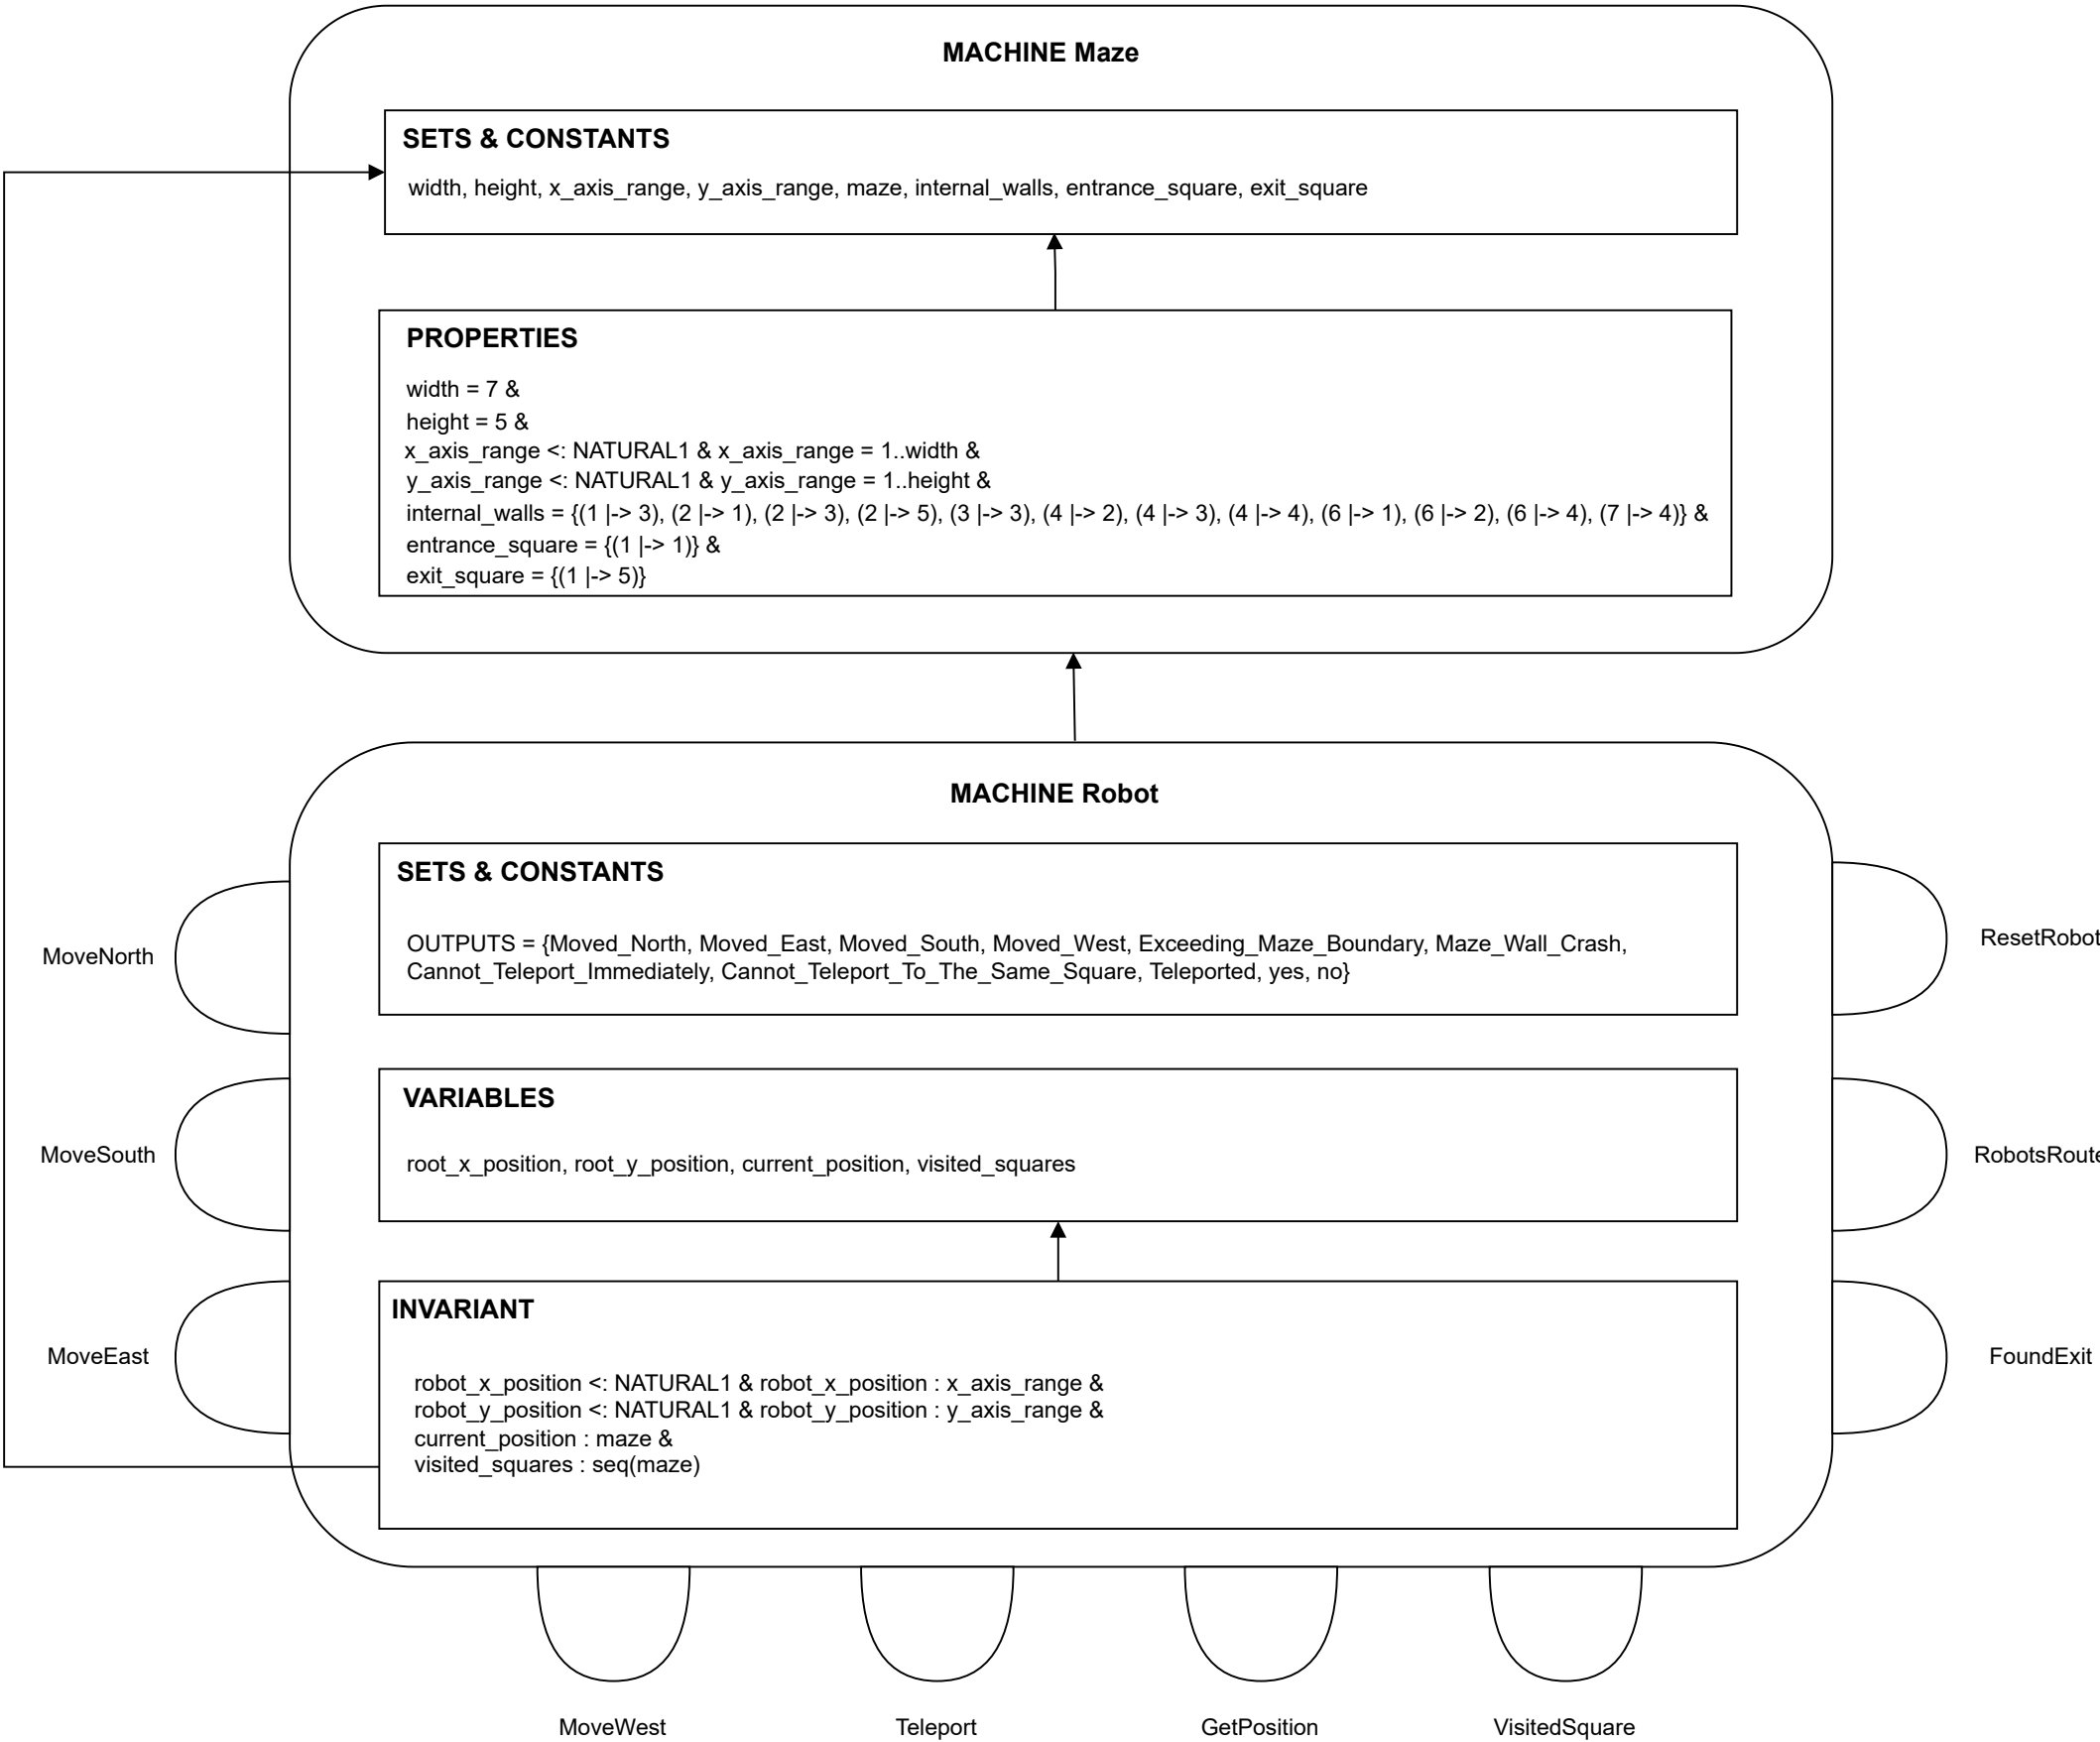 MACHINE Maze
SETS & CONSTANTS
width, height, x_axis_range, y_axis_range, maze, internal_walls, entrance_square, exit_square
PROPERTIES
width = 7 &
height = 5 &
x_axis_range <: NATURAL1 & x_axis_range = 1..width &
y_axis_range <: NATURAL1 & y_axis_range = 1..height &
internal_walls = {(1 |-> 3), (2 |-> 1), (2 |-> 3), (2 |-> 5), (3 |-> 3), (4 |-> 2), (4 |-> 3), (4 |-> 4), (6 |-> 1), (6 |-> 2), (6 |-> 4), (7 |-> 4)} &
entrance_square = {(1 |-> 1)} &
exit_square = {(1 |-> 5)}
MACHINE Robot
SETS & CONSTANTS
OUTPUTS = {Moved_North, Moved_East, Moved_South, Moved_West, Exceeding_Maze_Boundary, Maze_Wall_Crash,
Cannot_Teleport_Immediately, Cannot_Teleport_To_The_Same_Square, Teleported, yes, no}
VARIABLES
root_x_position, root_y_position, current_position, visited_squares
INVARIANT
robot_x_position <: NATURAL1 & robot_x_position : x_axis_range &
robot_y_position <: NATURAL1 & robot_y_position : y_axis_range &
current_position : maze &
visited_squares : seq(maze)
MoveNorth
MoveSouth
MoveEast
ResetRobot
RobotsRoute
FoundExit
MoveWest
Teleport
GetPosition
VisitedSquare